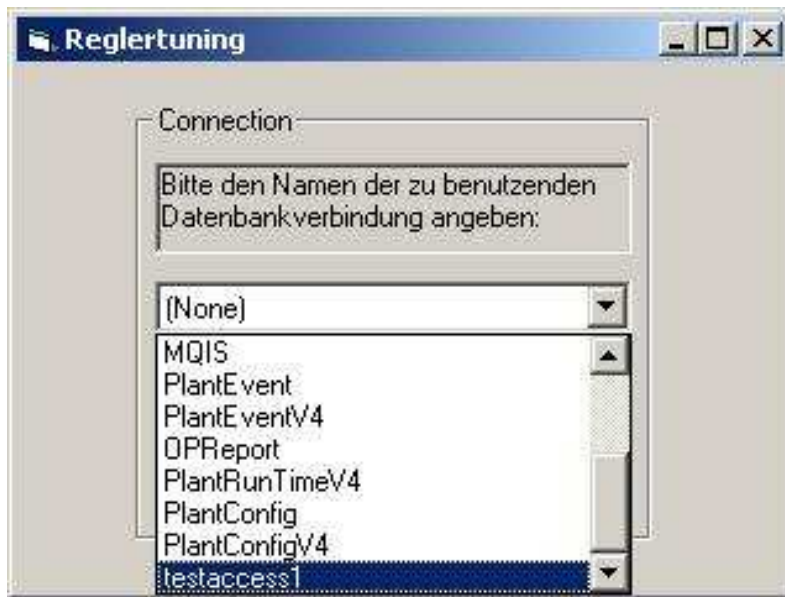 Reglertuning
Connection
Bitte den Namen der zu benutzenden
Datenbankverbindung angeben:
(None)
MQIS
PlantEvent
PlantEventV4
OPReport
PlantRunTimeV4
PlantConfig
PlantConfigV4
testaccess1